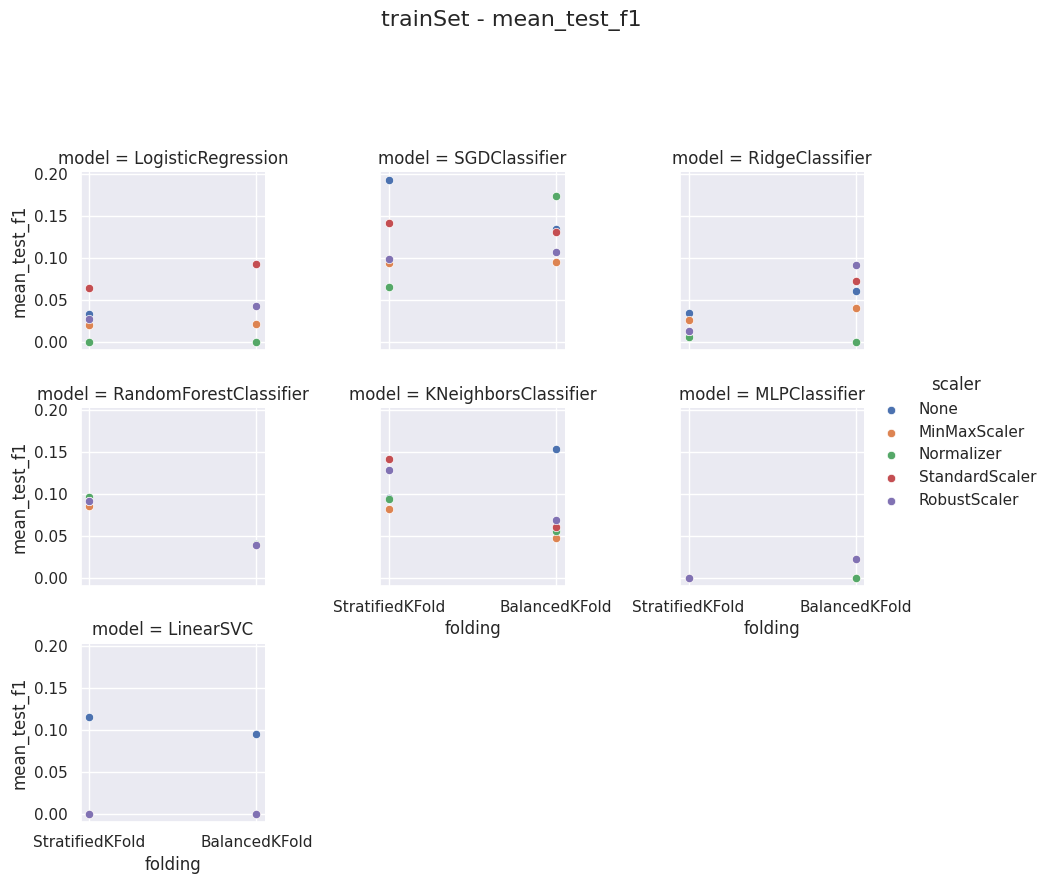 trainSet - mean_test_f1
model = LogisticRegression
model = SGDClassifier
model = RidgeClassifier
mean_test_f1
0.20
0.15
0.10
0.05
0.00
model = RandomForestClassifier
model = KNeighborsClassifier
model = MLPClassifier
mean_test_f1
0.20
0.15
0.10
0.05
0.00
StratifiedKFold
BalancedKFold
folding
StratifiedKFold
BalancedKFold
folding
scaler
None
MinMaxScaler
Normalizer
StandardScaler
RobustScaler
model = LinearSVC
mean_test_f1
0.20
0.15
0.10
0.05
0.00
StratifiedKFold
BalancedKFold
folding